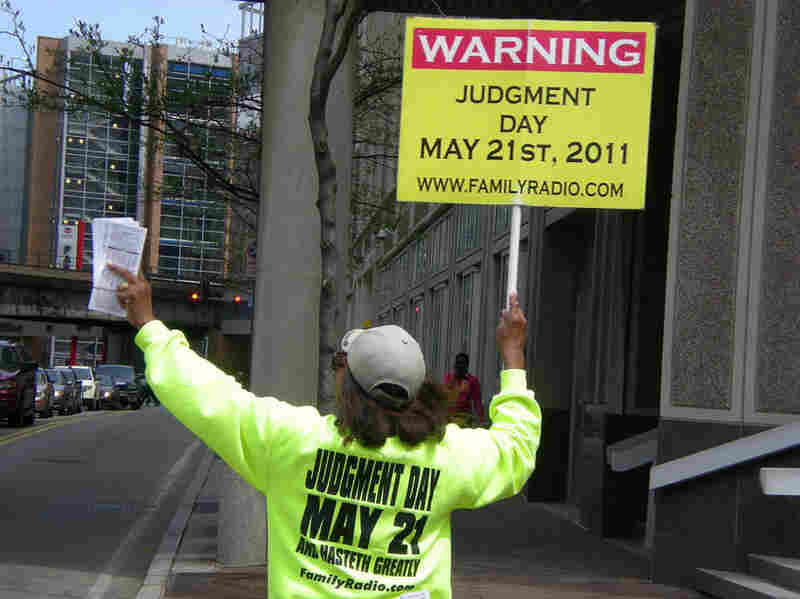 WARNING
JUDGMENT
DAY
MAY 21ST, 2011
WWW.FAMILYRADIO.COM
JUDGMENT DAY
MAY 21
AND HASTETH GREATLY
FamilyRadio.com